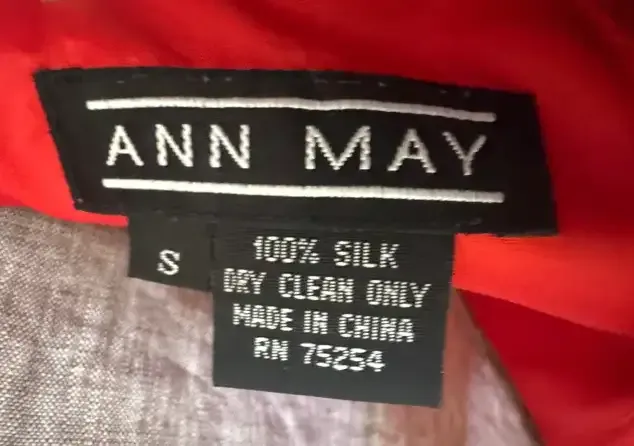 ANN MAY
S
100% SILK
DRY CLEAN ONLY
MADE IN CHINA
RN 75254